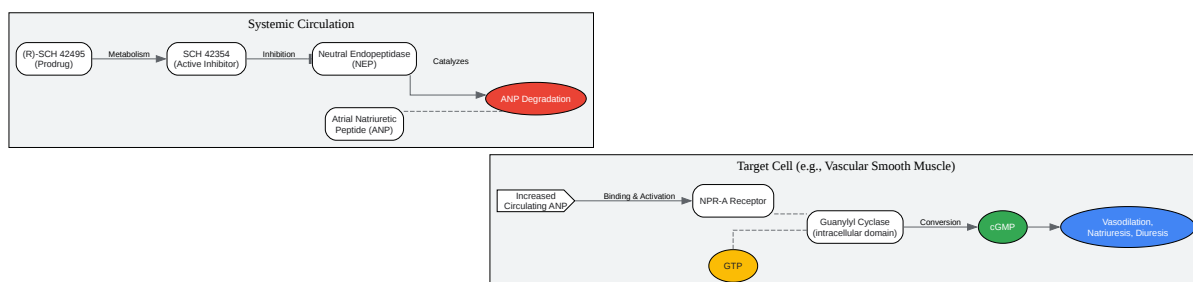 Systemic Circulation
(R)-SCH 42495
(Prodrug)
Metabolism
SCH 42354
(Active Inhibitor)
Inhibition
Neutral Endopeptidase
(NEP)
Catalyzes
ANP Degradation
Atrial Natriuretic
Peptide (ANP)
Target Cell (e.g., Vascular Smooth Muscle)
Increased
Circulating ANP
Binding & Activation
NPR-A Receptor
Guanylyl Cyclase
(intracellular domain)
Conversion
cGMP
Vasodilation,
Natriuresis, Diuresis
GTP